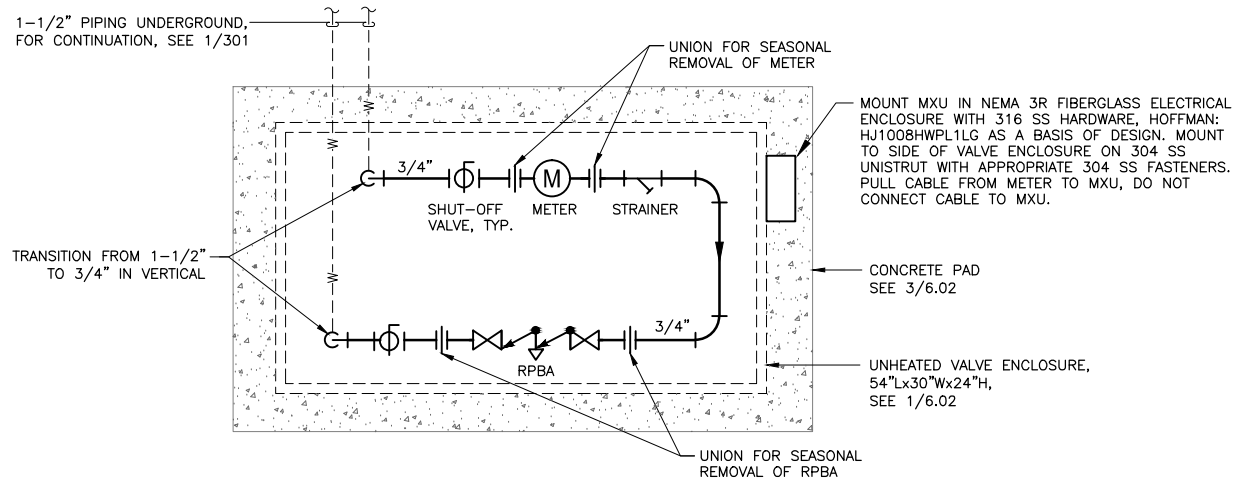 1-1/2" PIPING UNDERGROUND,
FOR CONTINUATION, SEE 1/301
UNION FOR SEASONAL
REMOVAL OF METER
MOUNT MXU IN NEMA 3R FIBERGLASS ELECTRICAL
ENCLOSURE WITH 316 SS HARDWARE, HOFFMAN:
HJ1008HWPL1LG AS A BASIS OF DESIGN. MOUNT
TO SIDE OF VALVE ENCLOSURE ON 304 SS
UNISTRUT WITH APPROPRIATE 304 SS FASTENERS.
PULL CABLE FROM METER TO MXU, DO NOT
CONNECT CABLE TO MXU.
W
W
3/4"
M
SHUT-OFF
VALVE, TYP.
METER
STRAINER
TRANSITION FROM 1-1/2"
TO 3/4" IN VERTICAL
W
CONCRETE PAD
SEE 3/6.02
3/4"
RPBA
UNHEATED VALVE ENCLOSURE,
54"Lx30"Wx24"H,
SEE 1/6.02
UNION FOR SEASONAL
REMOVAL OF RPBA